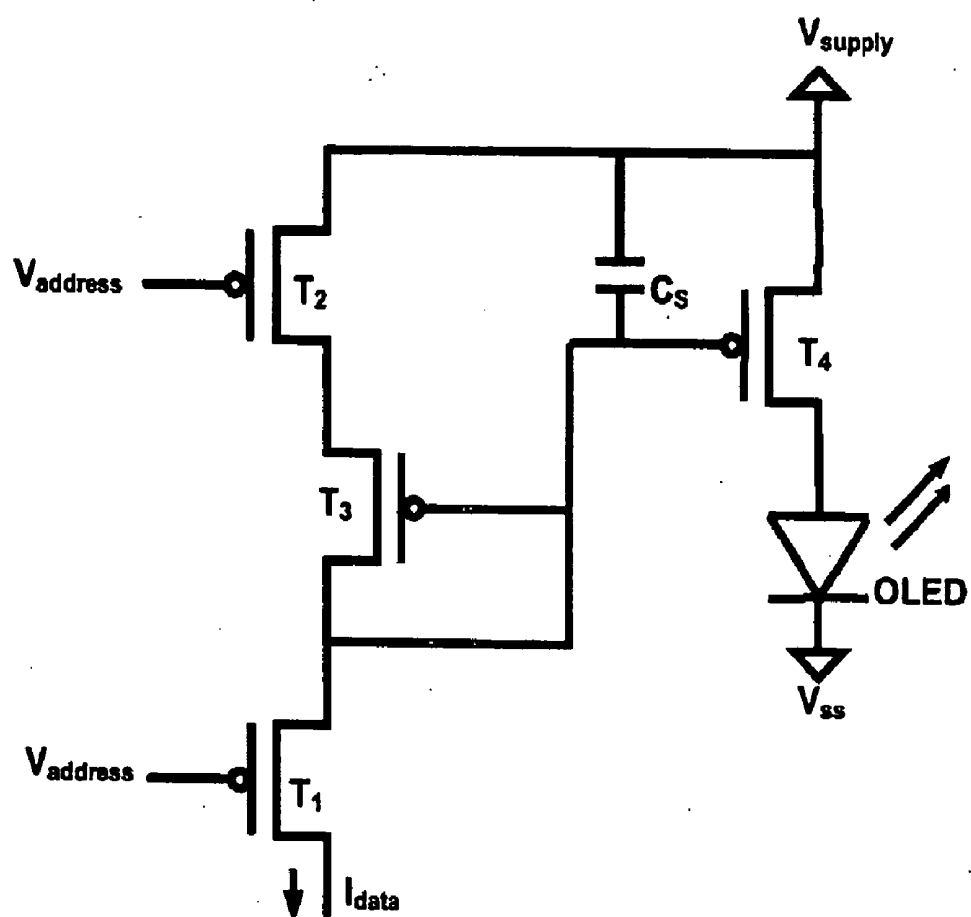 Vsupply
Vaddress
T2
CS
T4
T3
OLED
Vss
Vaddress
T1
Idata